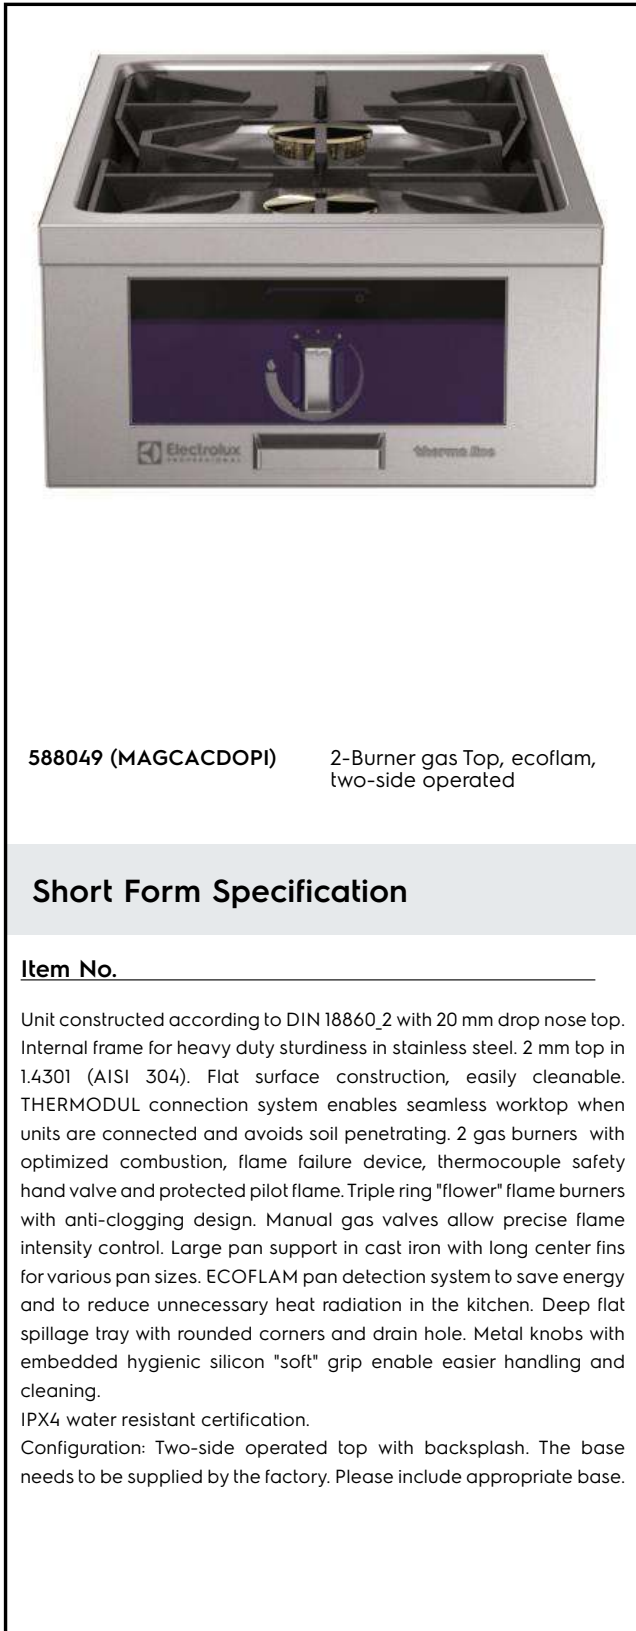 Electrolux
PROFESSIONAL
thermaline
588049 (MAGCACDOPI)
2-Burner gas Top, ecoflam,
two-side operated
Short Form Specification
Item No.
Unit constructed according to DIN 18860_2 with 20 mm drop nose top.
Internal frame for heavy duty sturdiness in stainless steel. 2 mm top in
1.4301 (AISI 304). Flat surface construction, easily cleanable.
THERMODUL connection system enables seamless worktop when
units are connected and avoids soil penetrating. 2 gas burners with
optimized combustion, flame failure device, thermocouple safety
hand valve and protected pilot flame. Triple ring "flower" flame burners
with anti-clogging design. Manual gas valves allow precise flame
intensity control. Large pan support in cast iron with long center fins
for various pan sizes. ECOFLAM pan detection system to save energy
and to reduce unnecessary heat radiation in the kitchen. Deep flat
spillage tray with rounded corners and drain hole. Metal knobs with
embedded hygienic silicon "soft" grip enable easier handling and
cleaning.
IPX4 water resistant certification.
Configuration: Two-side operated top with backsplash. The base
needs to be supplied by the factory. Please include appropriate base.